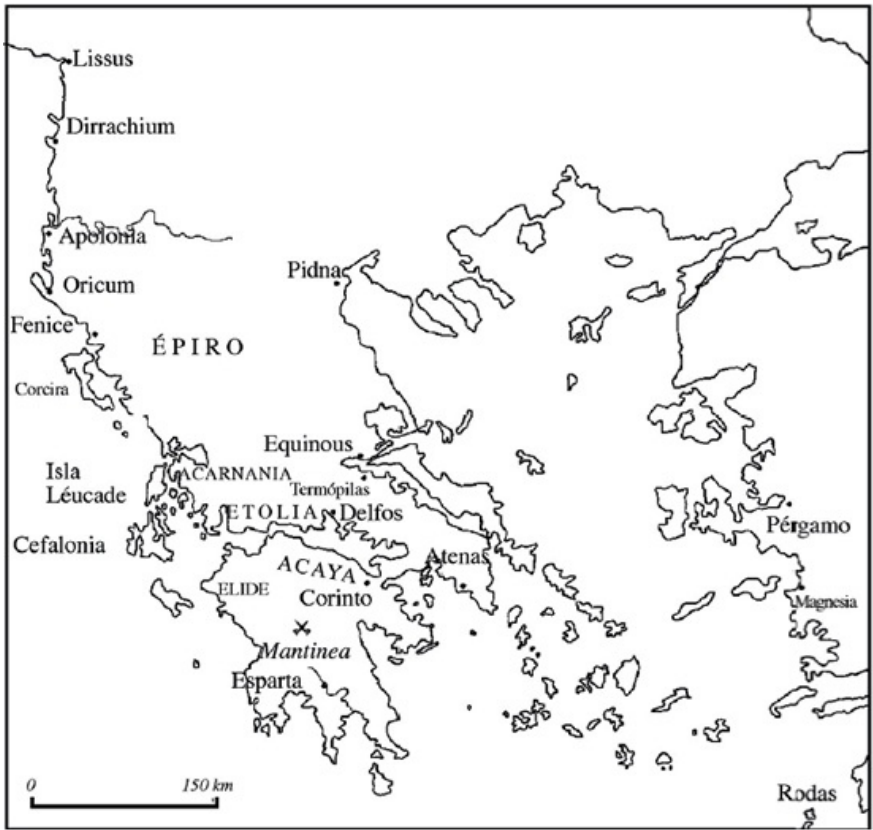 Lissus
Dirrachium
Apolonia
Pidna
Oricum
Fenice
ÉPIRO
Corcira
Equinous
Isla
Léucade
ACARNANIA
Termópilas
ETOLIA
Delfos
Pérgamo
Cefalonia
Atenas
ACAYA
ELIDE
Corinto
Magnesia
Mantinea
Esparta
0 150 km
Rodas